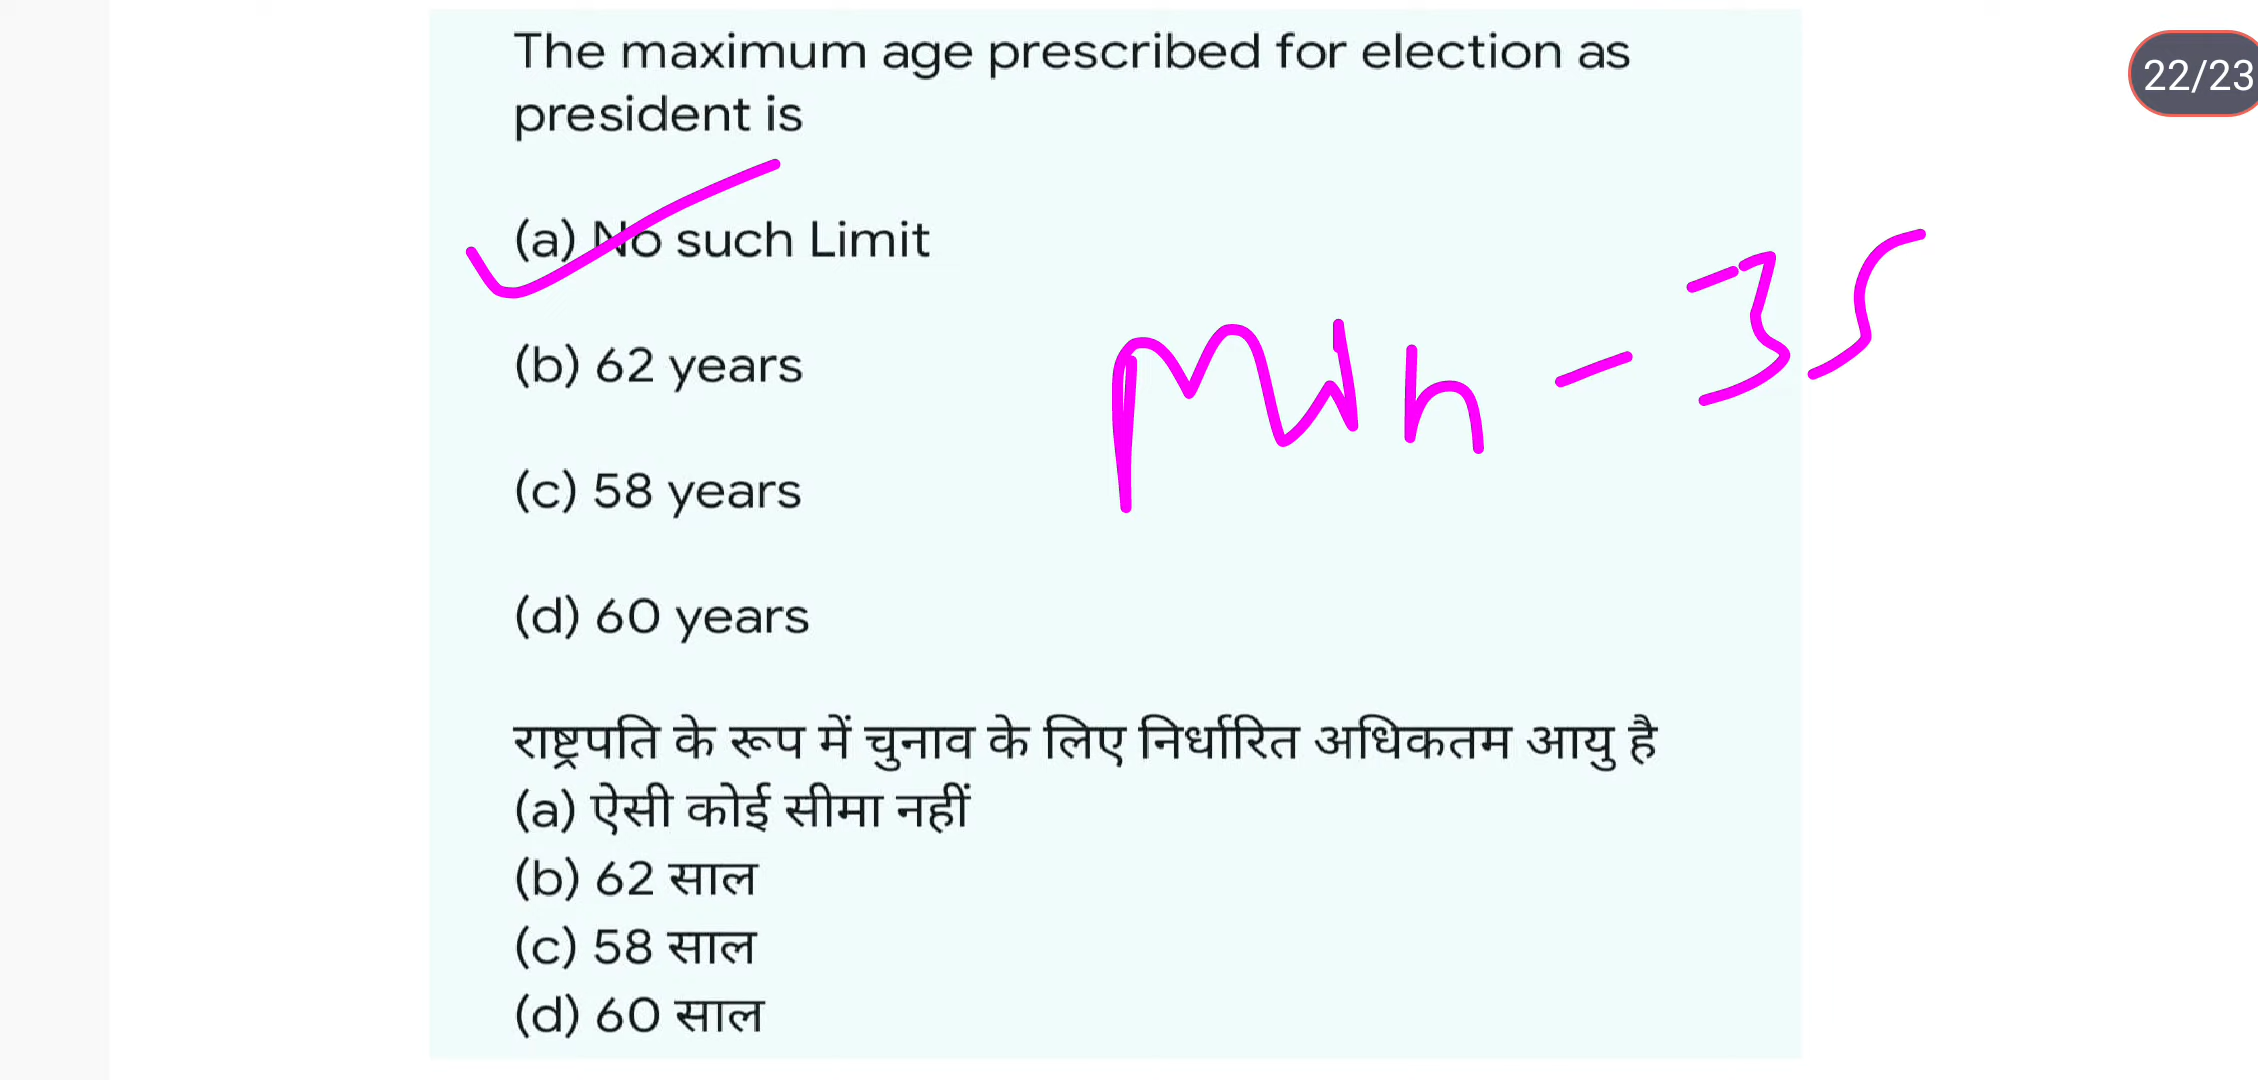 The maximum age prescribed for election as
president is
22/23
(a) No such Limit
Min - 35
(b) 62 years
(c) 58 years
(d) 60 years
राष्ट्रपति के रूप में चुनाव के लिए निर्धारित अधिकतम आयु है
(a) ऐसी कोई सीमा नहीं
(b) 62 साल
(c) 58 साल
(d) 60 साल